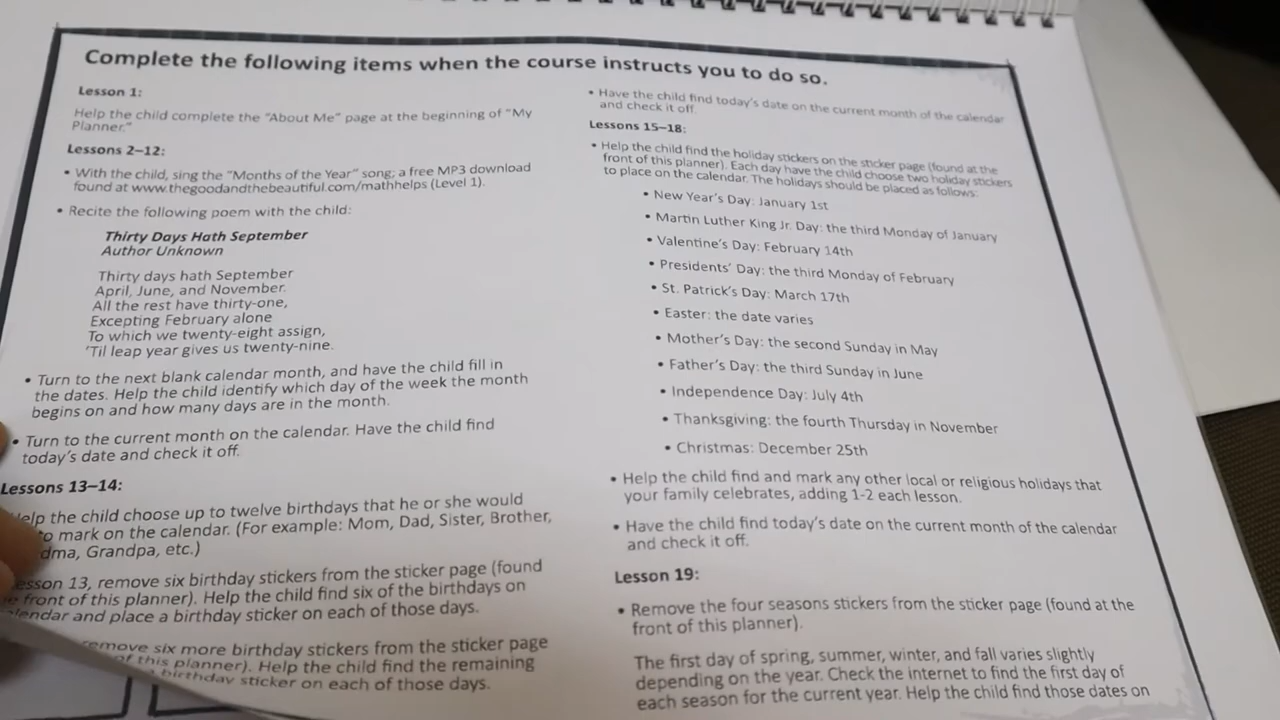 Complete the following items when the course instructs you to do so.
Lesson 1:
Help the child complete the "About Me" page at the beginning of "My
Planner."
Lessons 2–12:
• With the child, sing the "Months of the Year" song; a free MP3 download
found at www.thegoodandthebeautiful.com/mathhelps (Level 1).
• Recite the following poem with the child:
Thirty Days Hath September
Author Unknown
Thirty days hath September
April, June, and November.
All the rest have thirty-one,
Excepting February alone
To which we twenty-eight assign,
'Til leap year gives us twenty-nine.
• Turn to the next blank calendar month, and have the child fill in
the dates. Help the child identify which day of the week the month
begins on and how many days are in the month.
• Turn to the current month on the calendar. Have the child find
today's date and check it off.
Lessons 13–14:
Help the child choose up to twelve birthdays that he or she would
to mark on the calendar. (For example: Mom, Dad, Sister, Brother,
Grandpa, etc.)
Lesson 13, remove six birthday stickers from the sticker page (found
front of this planner). Help the child find six of the birthdays on
and place a birthday sticker on each of those days.
remove six more birthday stickers from the sticker page
of this planner). Help the child find the remaining
birthday sticker on each of those days.
• Have the child find today's date on the current month of the calendar
and check it off.
Lessons 15–18:
• Help the child find the holiday stickers on the sticker page (found at the
front of this planner). Each day have the child choose two holiday stickers
to place on the calendar. The holidays should be placed as follows:
• New Year's Day: January 1st
• Martin Luther King Jr. Day: the third Monday of January
• Valentine's Day: February 14th
• Presidents' Day: the third Monday of February
• St. Patrick's Day: March 17th
• Easter: the date varies
• Mother's Day: the second Sunday in May
• Father's Day: the third Sunday in June
• Independence Day: July 4th
• Thanksgiving: the fourth Thursday in November
• Christmas: December 25th
• Help the child find and mark any other local or religious holidays that
your family celebrates, adding 1-2 each lesson.
• Have the child find today's date on the current month of the calendar
and check it off.
Lesson 19:
• Remove the four seasons stickers from the sticker page (found at the
front of this planner).
The first day of spring, summer, winter, and fall varies slightly
depending on the year. Check the internet to find the first day of
each season for the current year. Help the child find those dates on